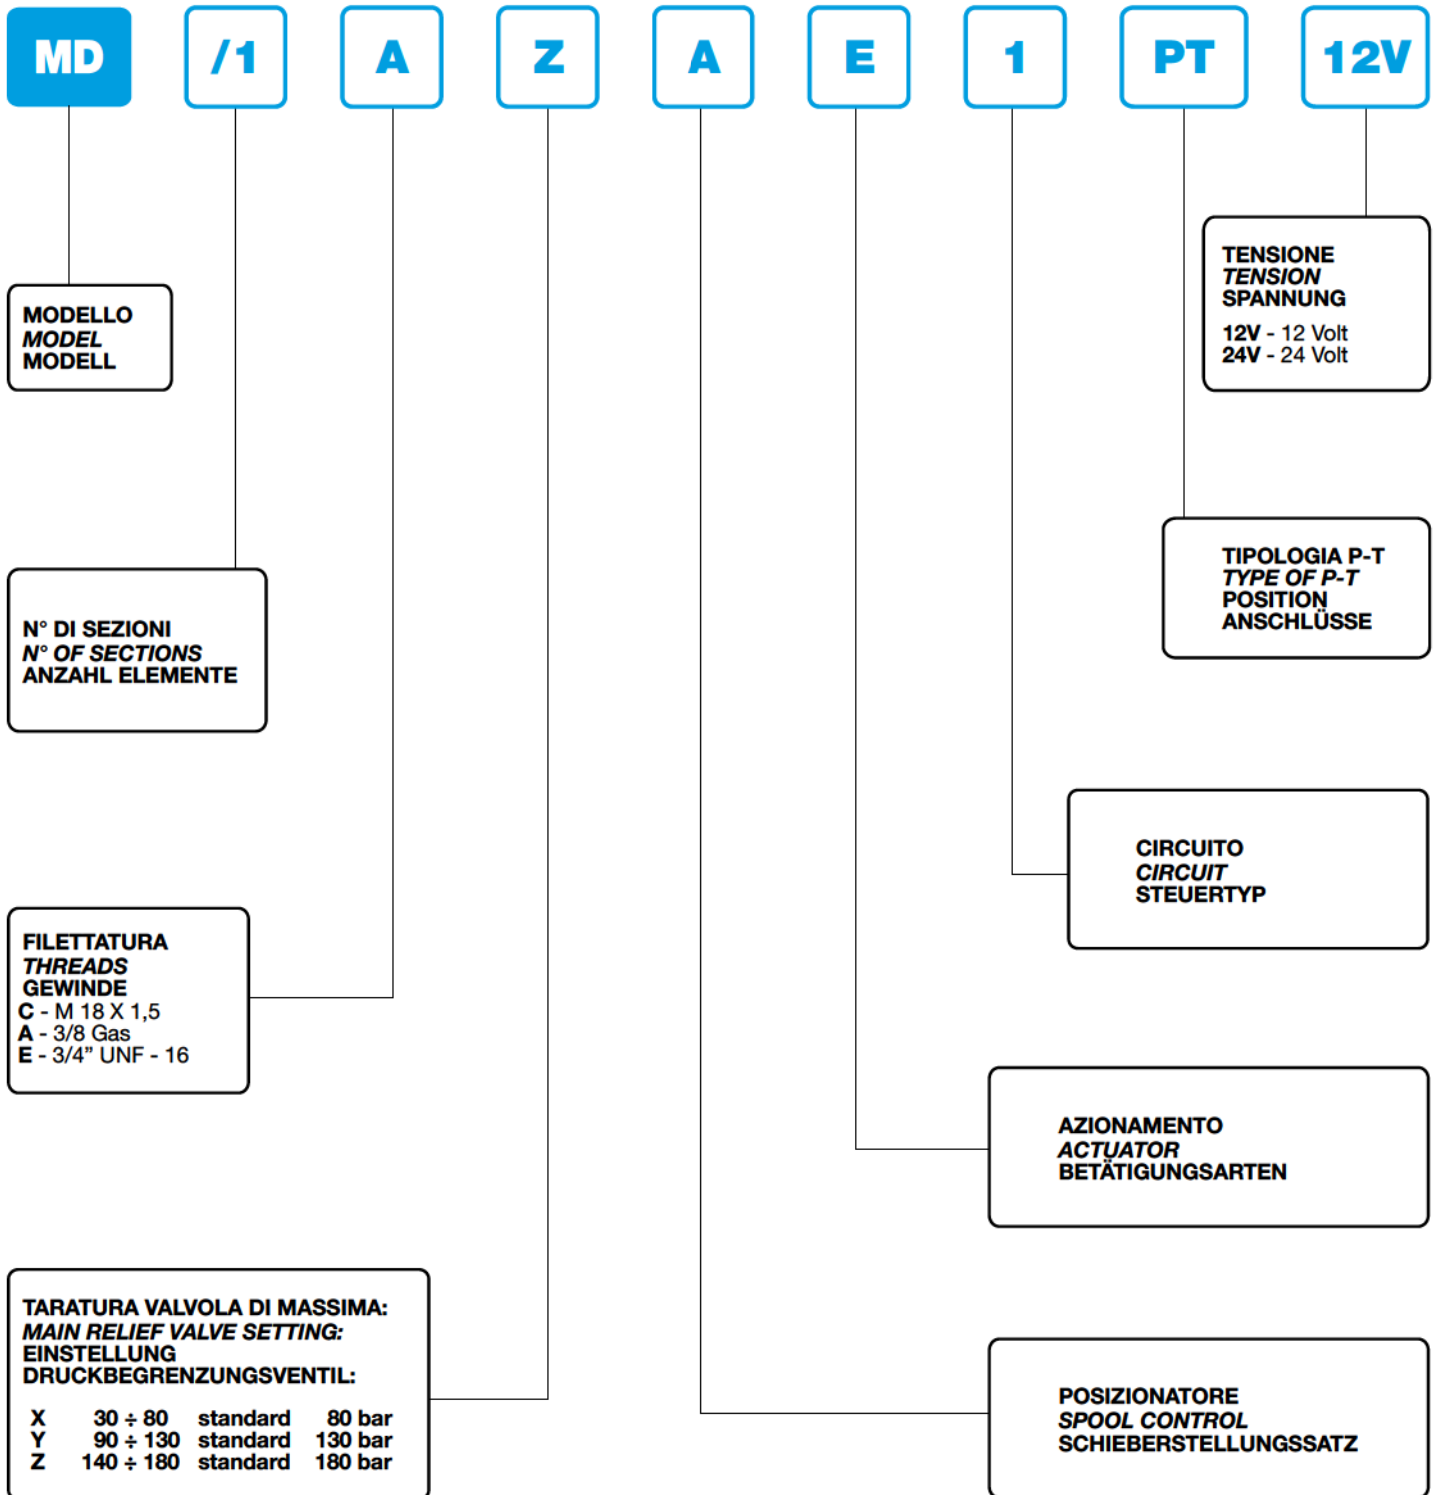 MD /1 A Z A E 1 PT 12V
TENSIONE
TENSION
SPANNUNG
12V - 12 Volt
24V - 24 Volt
MODELLO
MODEL
MODELL
TIPOLOGIA P-T
TYPE OF P-T
POSITION
ANSCHLÜSSE
N° DI SEZIONI
N° OF SECTIONS
ANZAHL ELEMENTE
CIRCUITO
CIRCUIT
STEUERTYP
FILETTATURA
THREADS
GEWINDE
C - M 18 X 1,5
A - 3/8 Gas
E - 3/4” UNF - 16
AZIONAMENTO
ACTUATOR
BETÄTIGUNGSARTEN
TARATURA VALVOLA DI MASSIMA:
MAIN RELIEF VALVE SETTING:
EINSTELLUNG
DRUCKBEGRENZUNGSVENTIL:
X 30 ÷ 80 standard 80 bar
Y 90 ÷ 130 standard 130 bar
Z 140 ÷ 180 standard 180 bar
POSIZIONATORE
SPOOL CONTROL
SCHIEBERSTELLUNGSSATZ